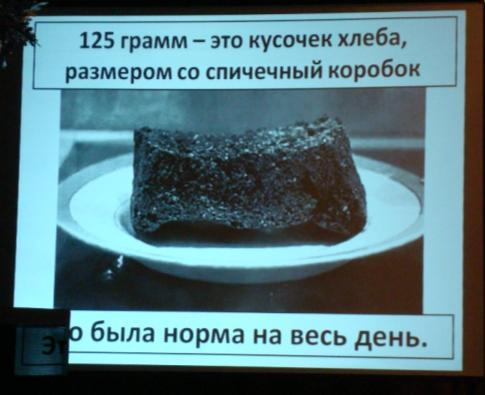 125 грамм – это кусочек хлеба,
размером со спичечный коробок
Это была норма на весь день.